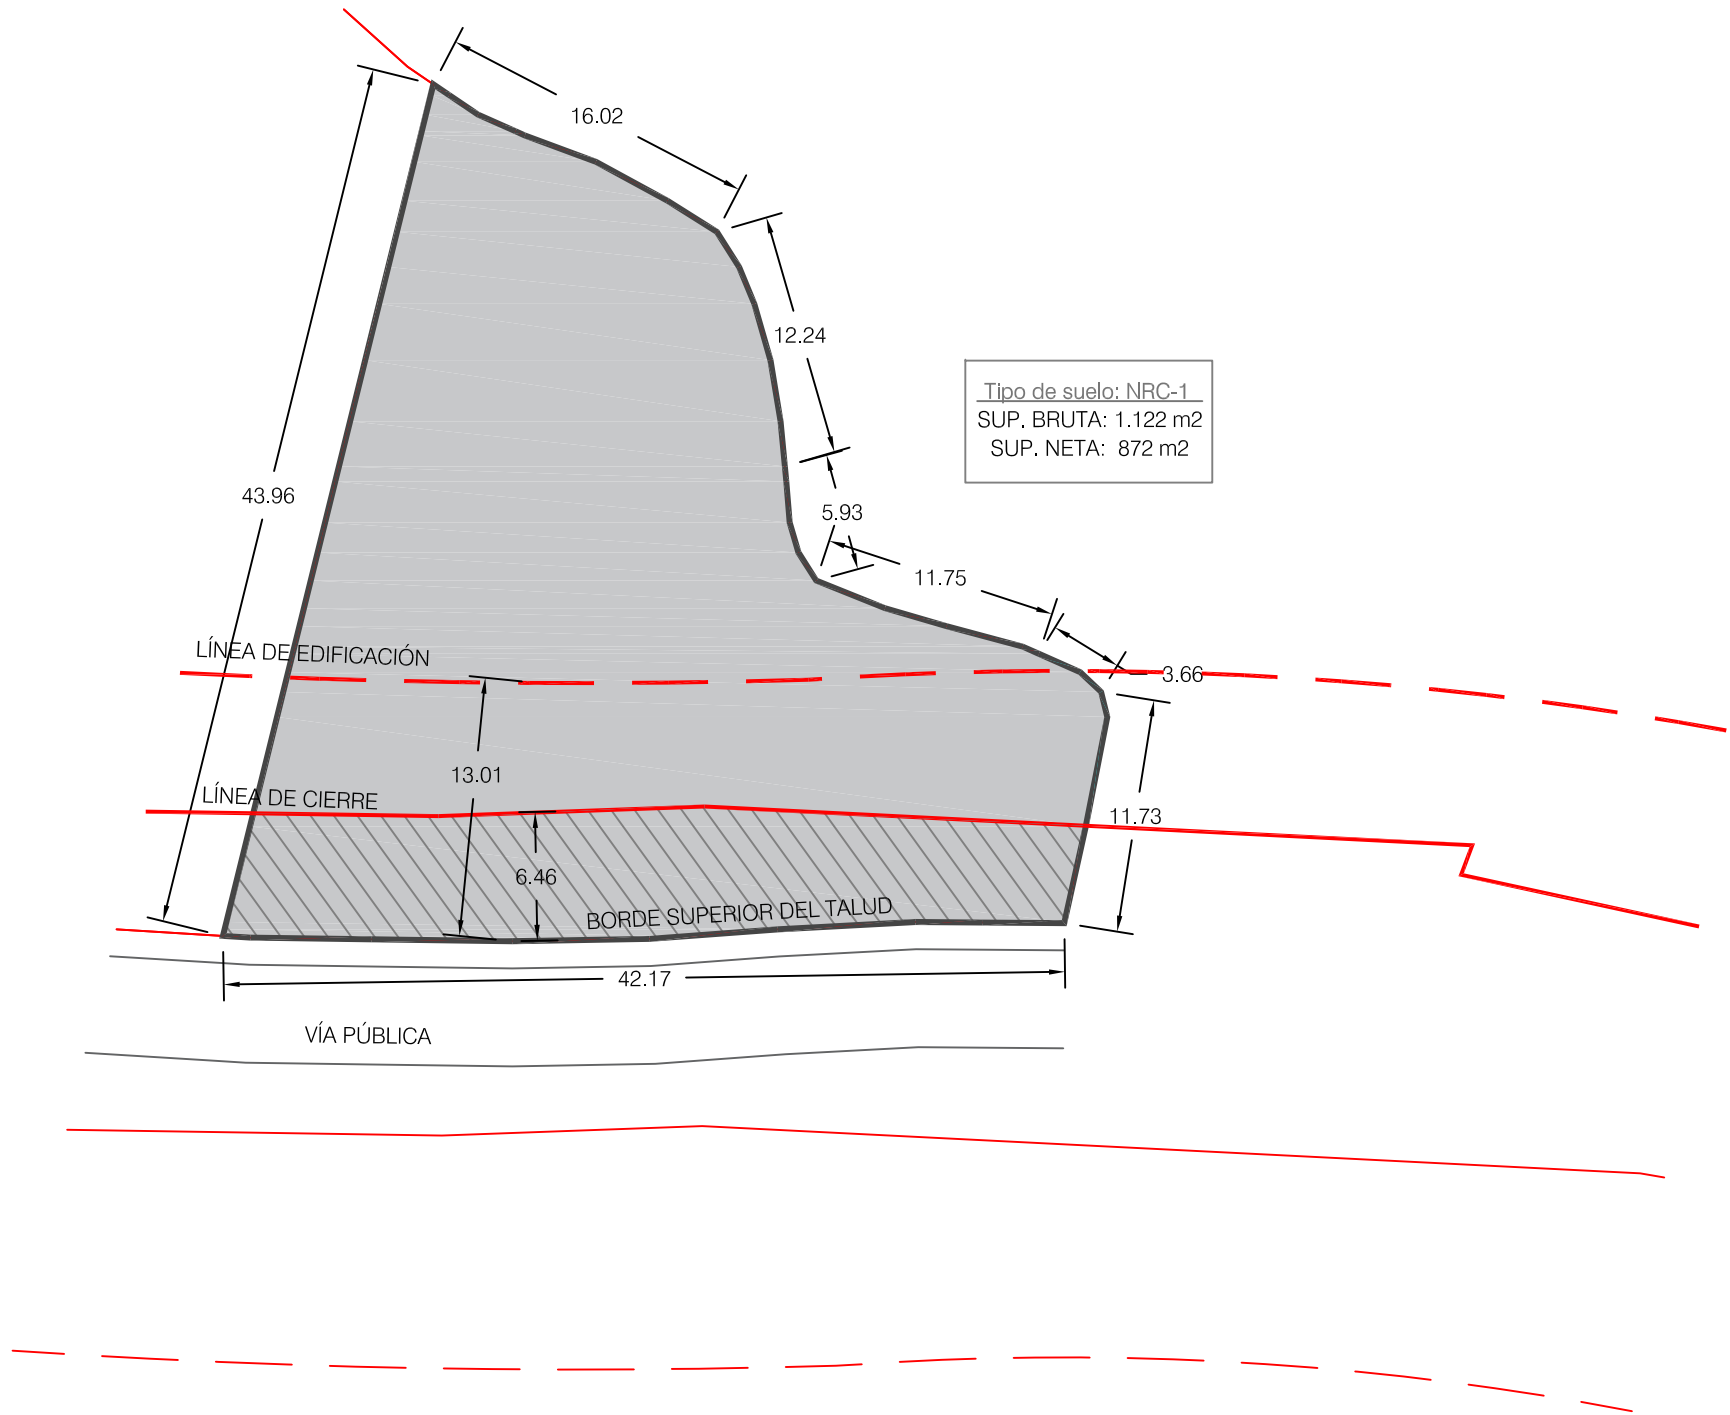 16.02
12.24
Tipo de suelo: NRC-1
SUP. BRUTA: 1.122 m2
SUP. NETA: 872 m2
43.96
5.93
11.75
LÍNEA DE EDIFICACIÓN
3.66
13.01
LÍNEA DE CIERRE
11.73
6.46
BORDE SUPERIOR DEL TALUD
42.17
VÍA PÚBLICA